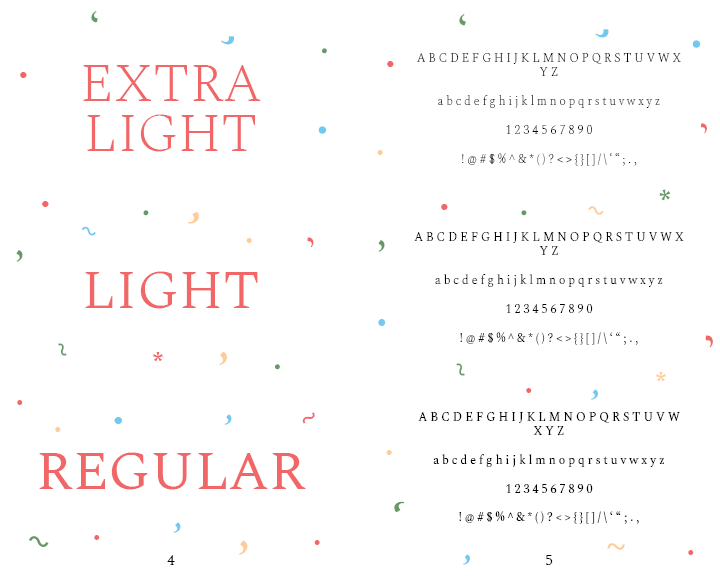 EXTRA
LIGHT
LIGHT
REGULAR
4
A B C D E F G H I J K L M N O P Q R S T U V W X
Y Z
a b c d e f g h i j k l m n o p q r s t u v w x y z
1 2 3 4 5 6 7 8 9 0
! @ # $ % ^ & * ( ) ? < > { } [ ] / \ ‘ “ ; . ,
A B C D E F G H I J K L M N O P Q R S T U V W X
Y Z
a b c d e f g h i j k l m n o p q r s t u v w x y z
1 2 3 4 5 6 7 8 9 0
! @ # $ % ^ & * ( ) ? < > { } [ ] / \ ‘ “ ; . ,
A B C D E F G H I J K L M N O P Q R S T U V W
X Y Z
a b c d e f g h i j k l m n o p q r s t u v w x y z
1 2 3 4 5 6 7 8 9 0
! @ # $ % ^ & * ( ) ? < > { } [ ] / \ ‘ “ ; . ,
5